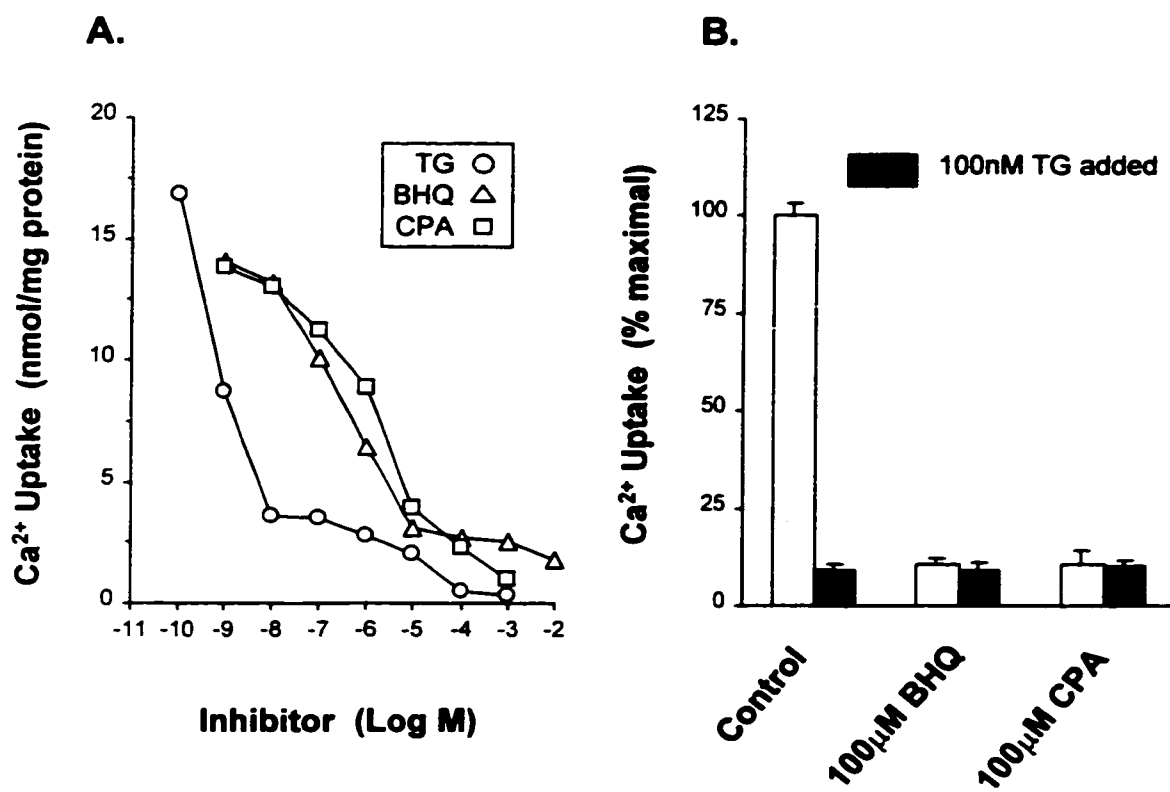 A.
20
15
10
5
0
-11 -10 -9 -8 -7 -6 -5 -4 -3 -2
Ca²⁺ Uptake (nmol/mg protein)
Inhibitor (Log M)
TG
BHQ
CPA
B.
125
100
75
50
25
0
Ca²⁺ Uptake (% maximal)
100nM TG added
Control
100µM BHQ
100µM CPA